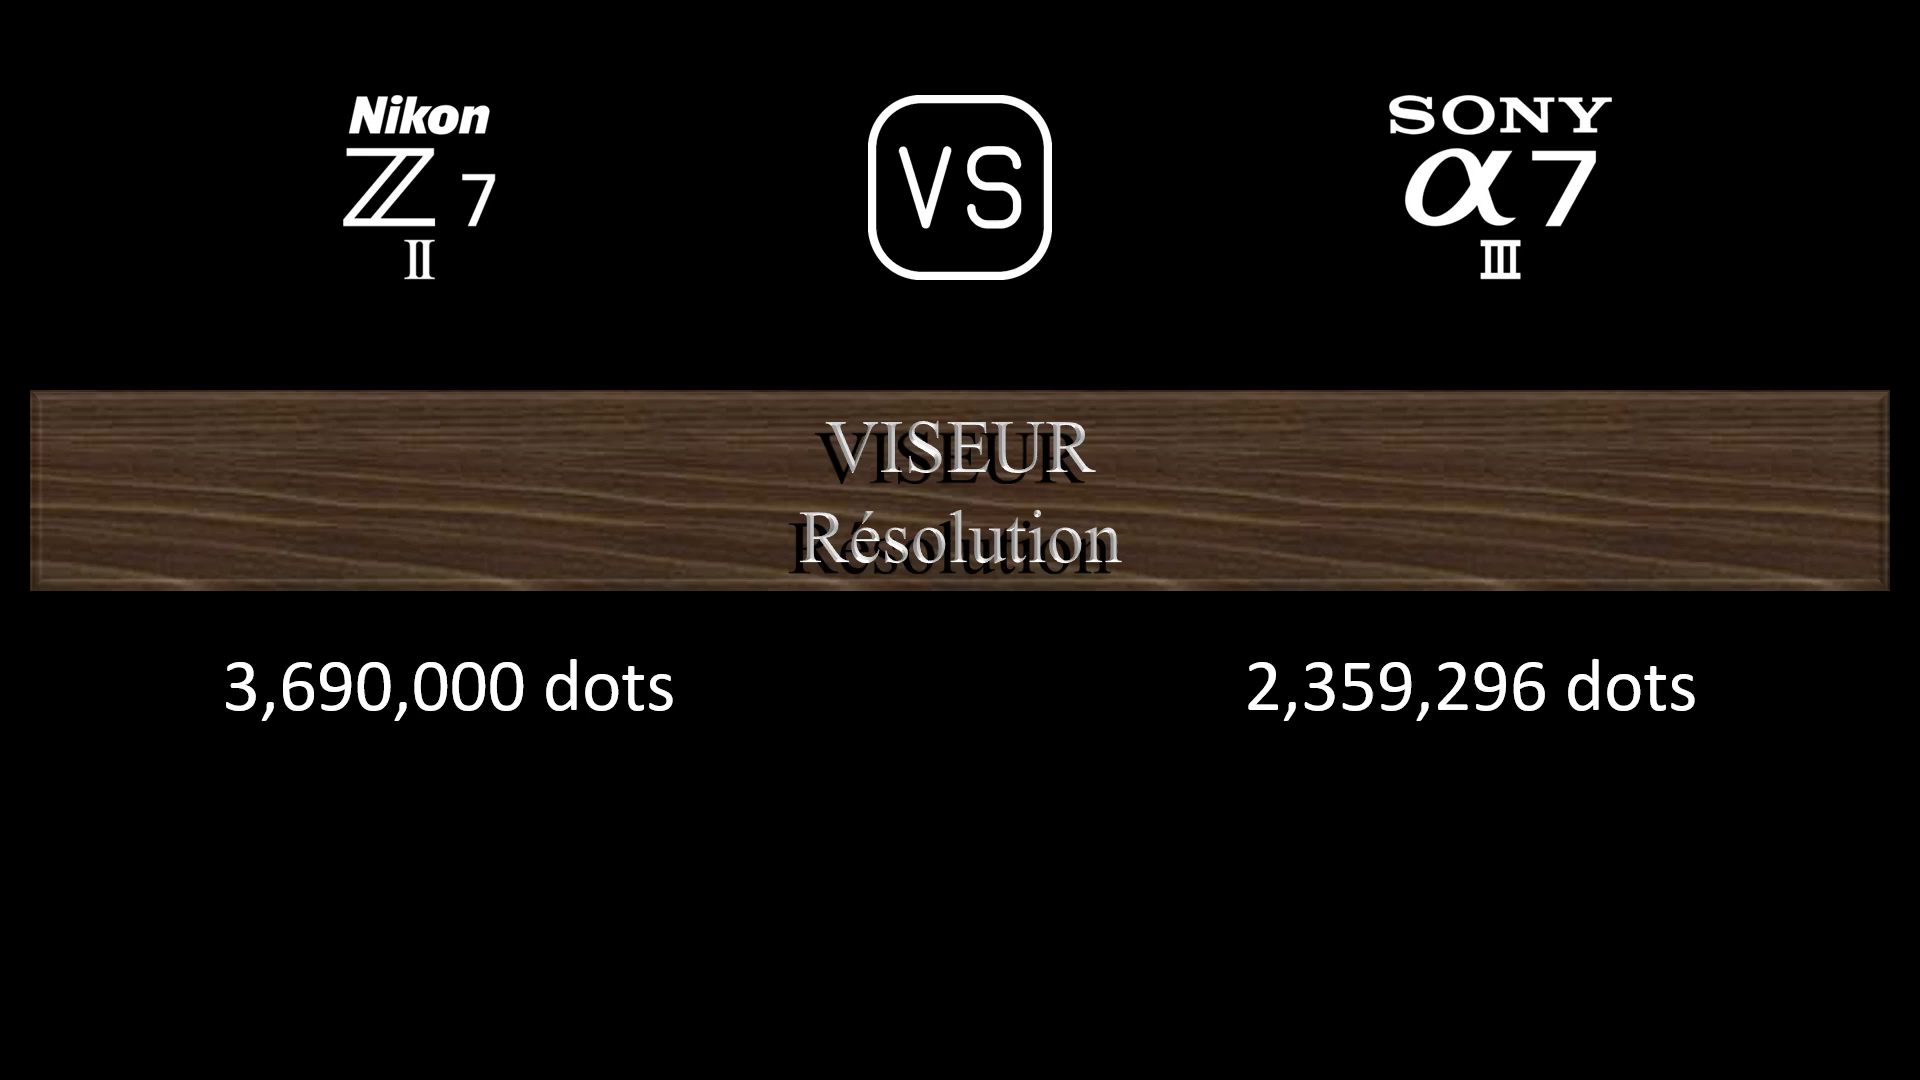 Nikon
Z 7
II
VS
SONY
α7
III
VISEUR
Résolution
3,690,000 dots
2,359,296 dots